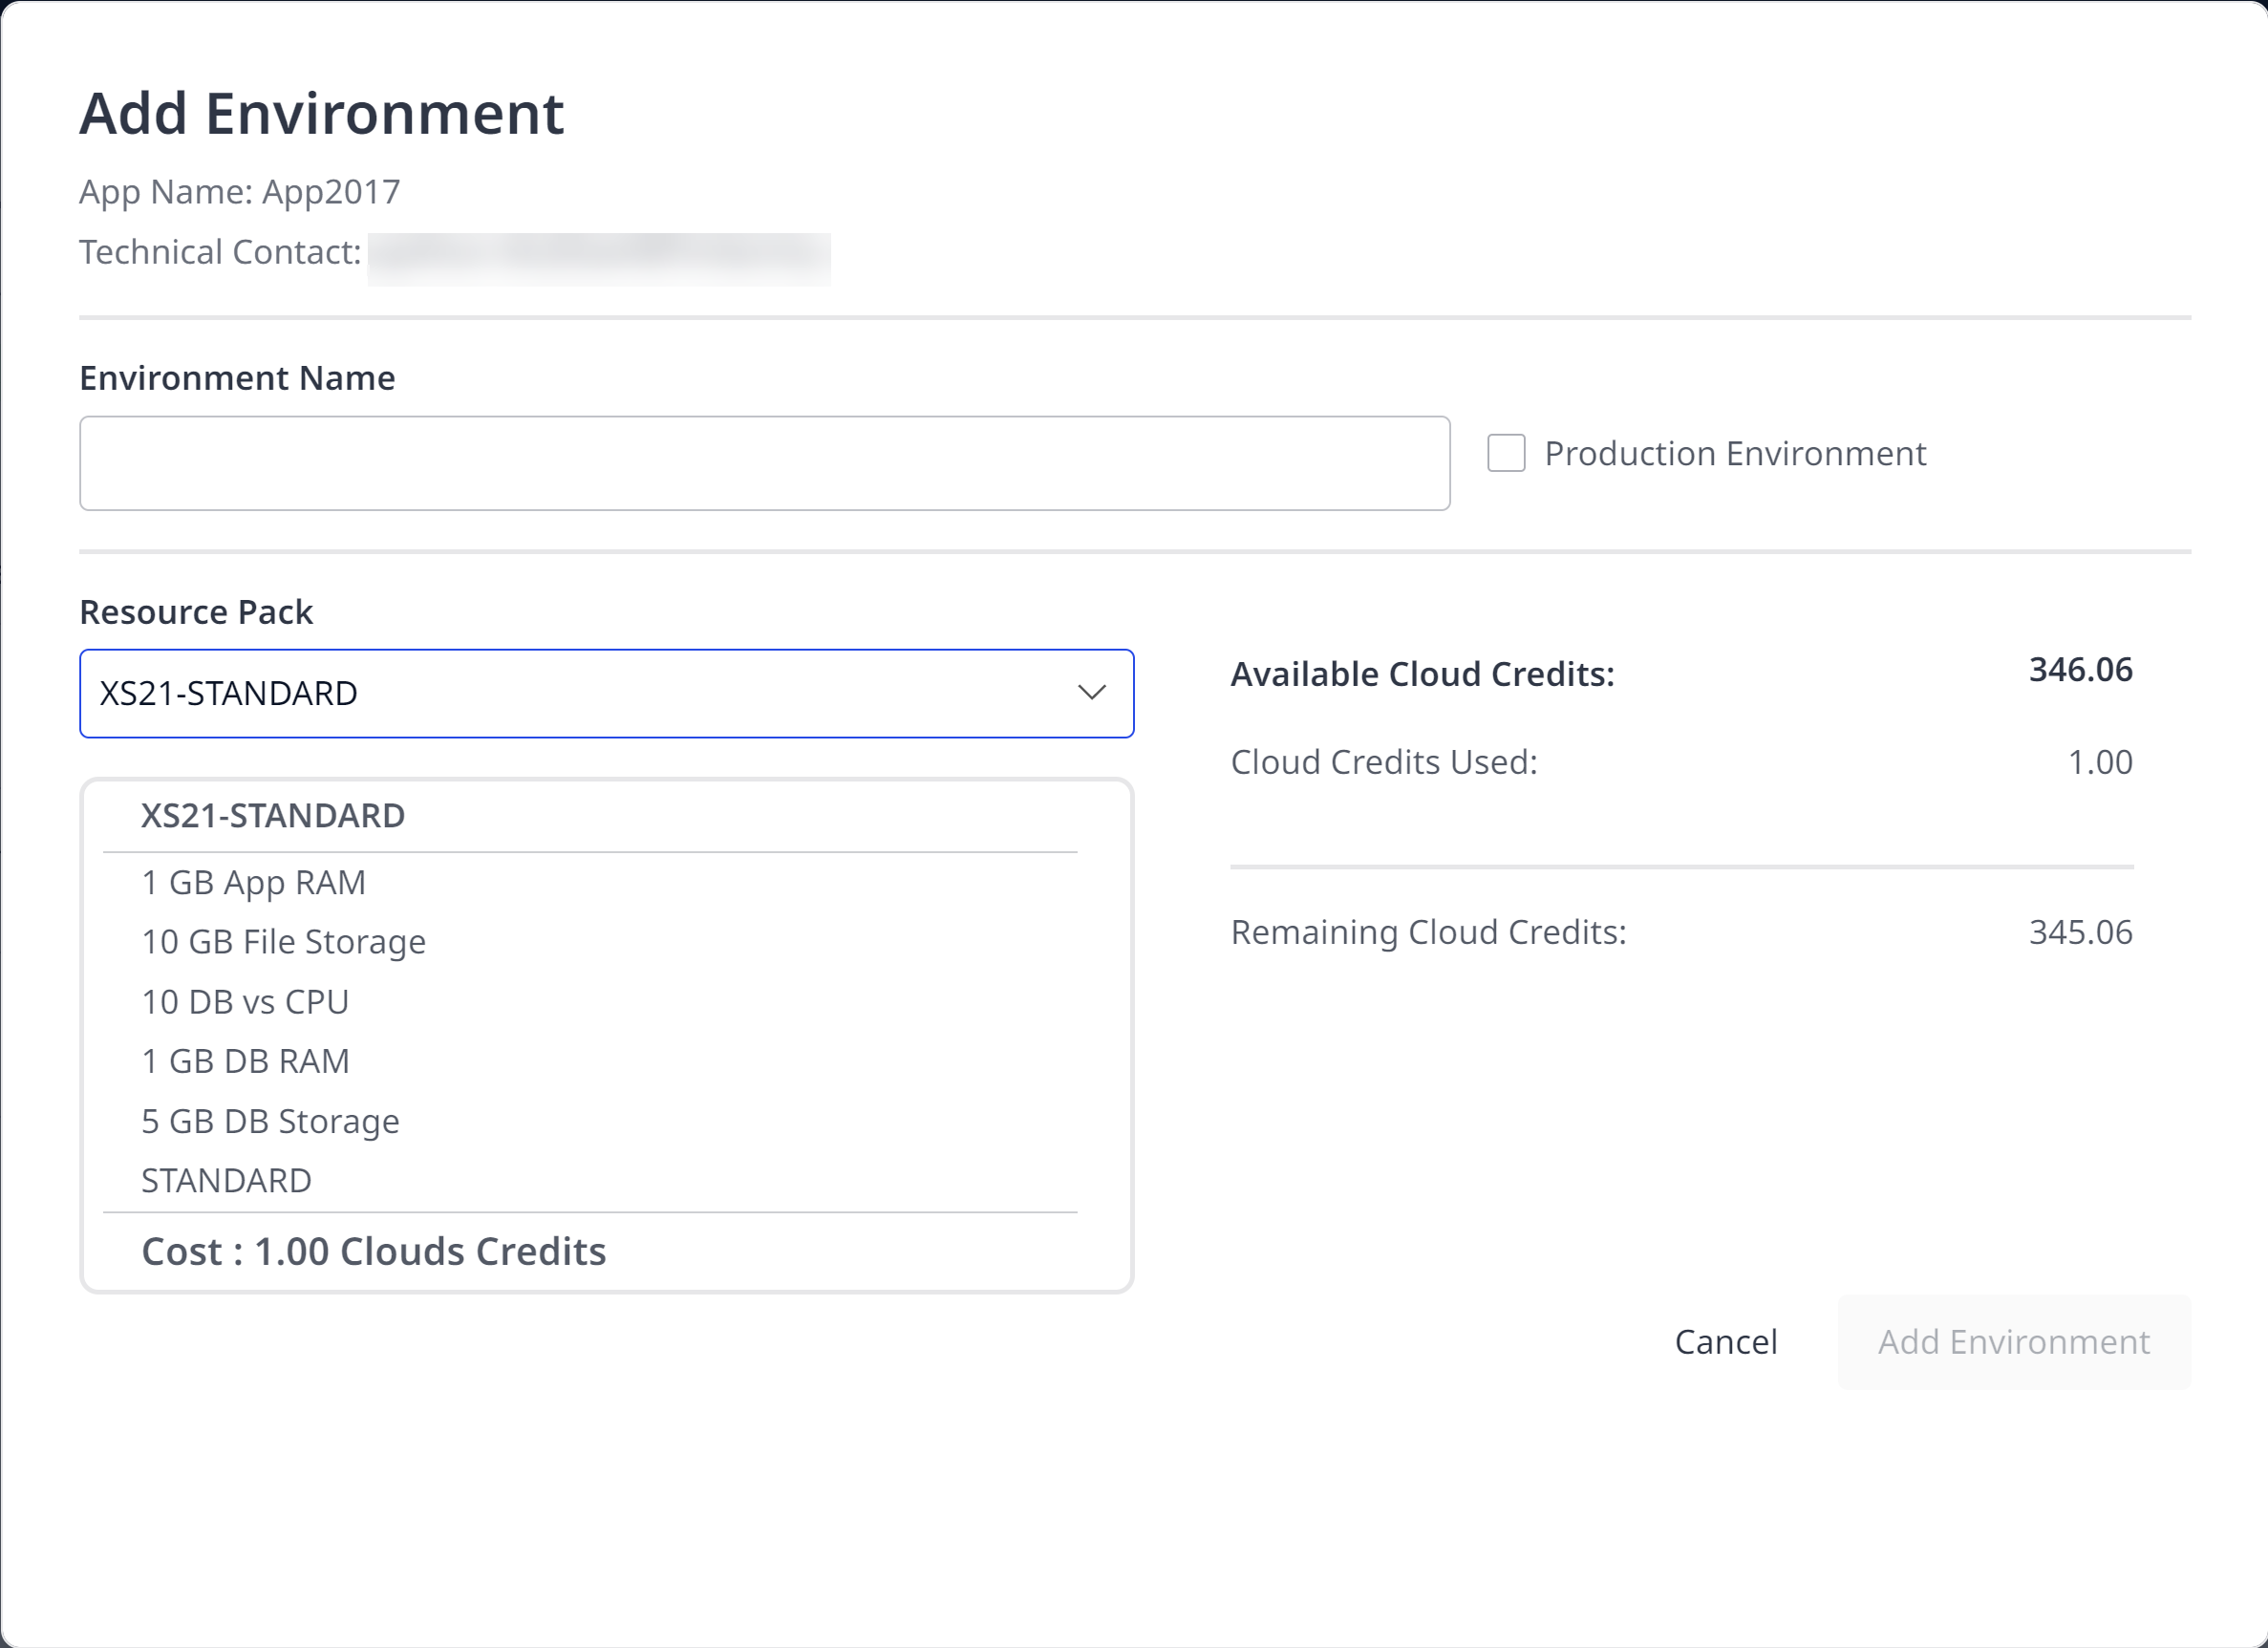 Add Environment
App Name: App2017
Technical Contact:
Environment Name
Production Environment
Resource Pack
XS21-STANDARD
XS21-STANDARD
1 GB App RAM
10 GB File Storage
10 DB vs CPU
1 GB DB RAM
5 GB DB Storage
STANDARD
Cost : 1.00 Clouds Credits
Available Cloud Credits: 346.06
Cloud Credits Used: 1.00
Remaining Cloud Credits: 345.06
Cancel
Add Environment